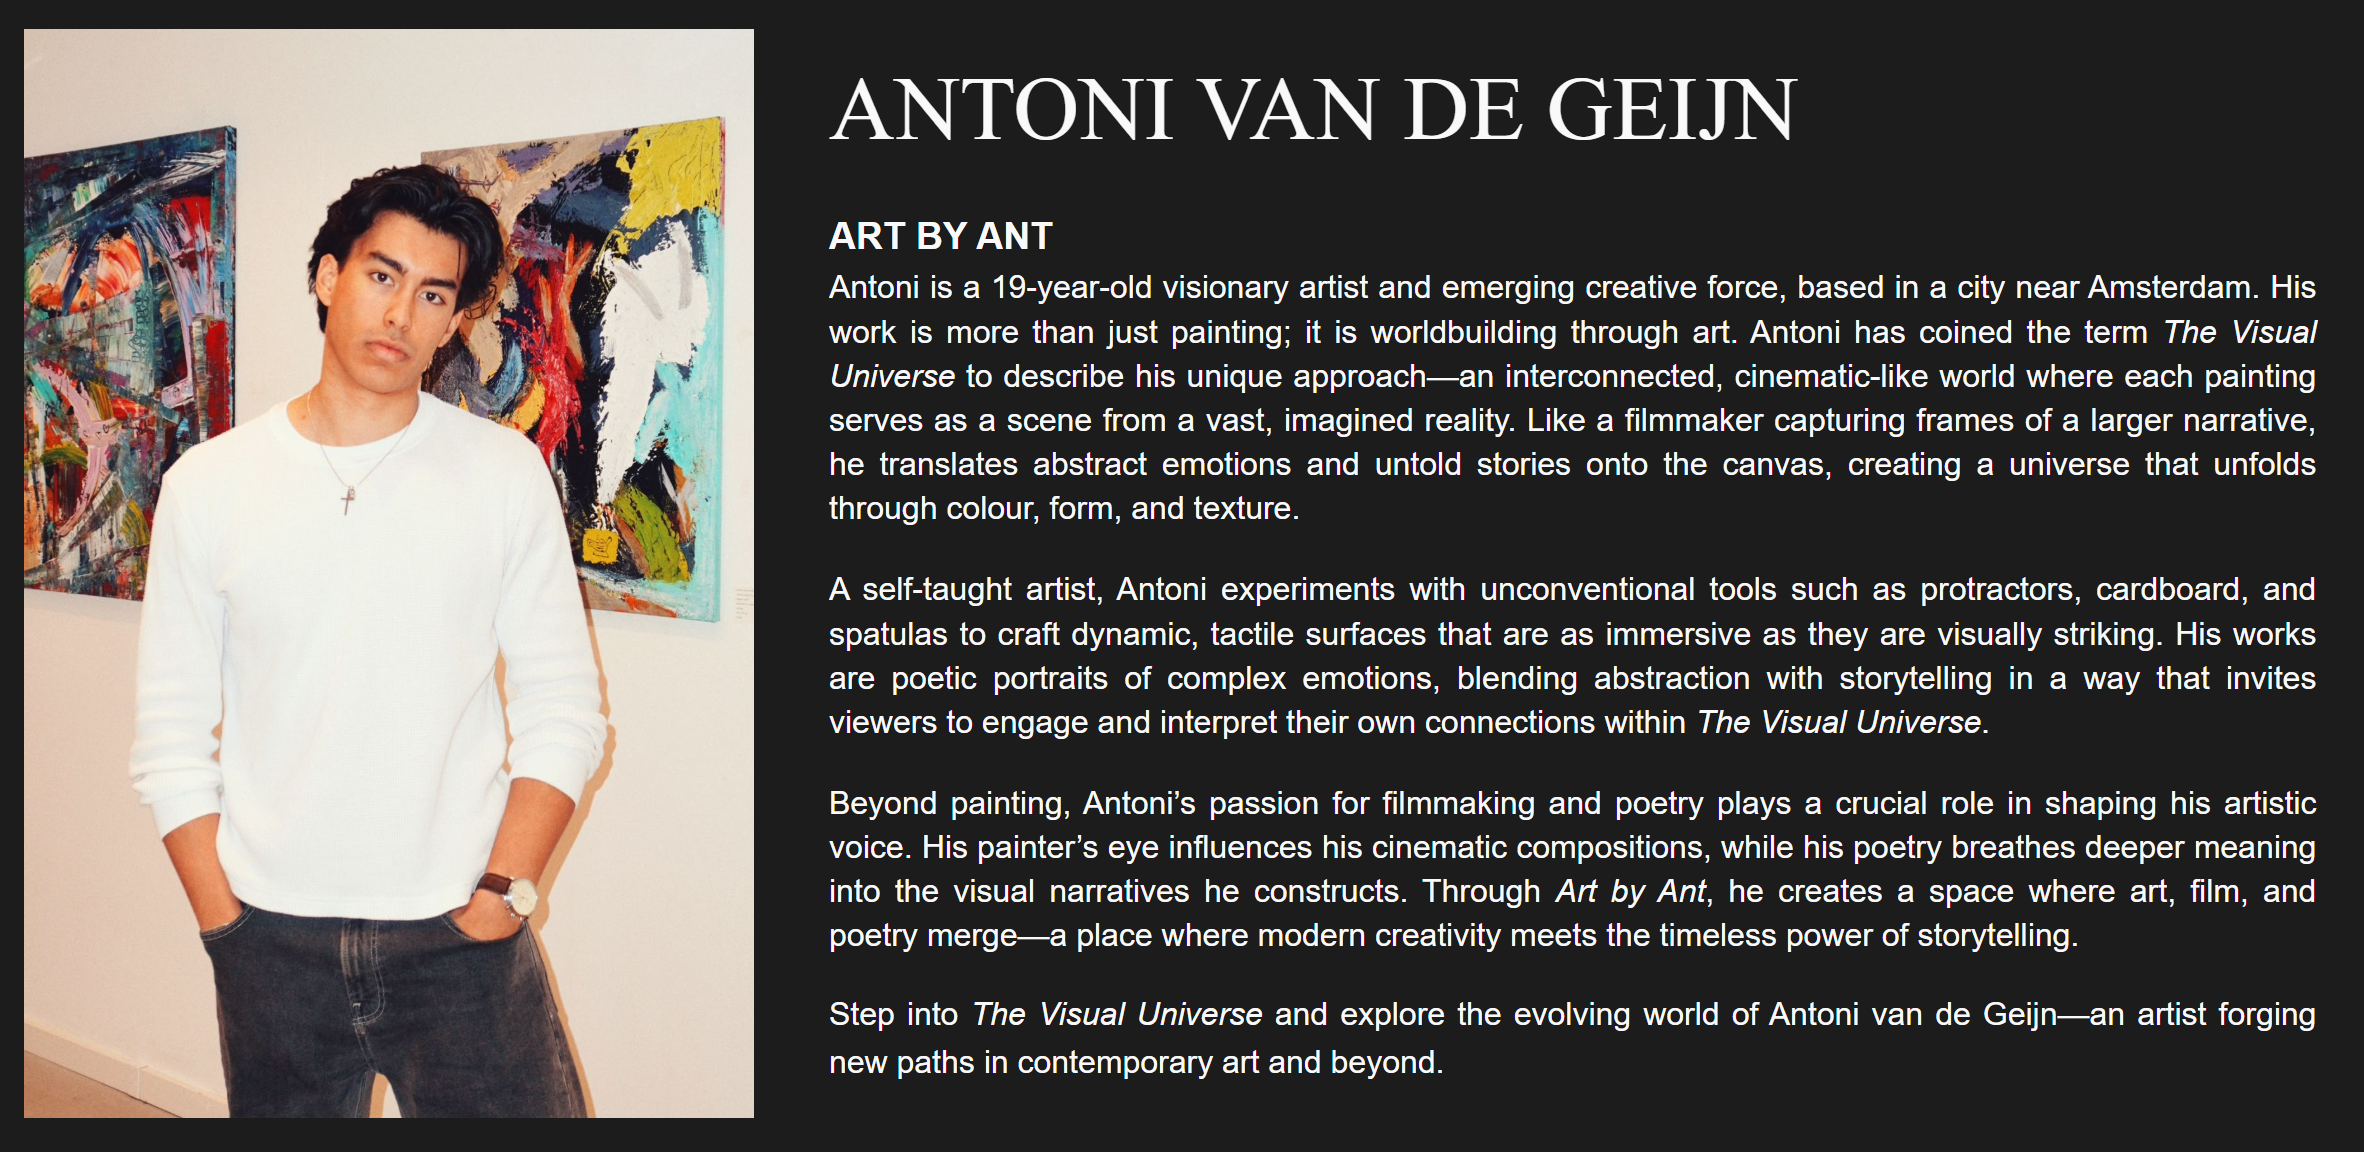 ANTONI VAN DE GEIJN
ART BY ANT
Antoni is a 19-year-old visionary artist and emerging creative force, based in a city near Amsterdam. His
work is more than just painting; it is worldbuilding through art. Antoni has coined the term The Visual
Universe to describe his unique approach—an interconnected, cinematic-like world where each painting
serves as a scene from a vast, imagined reality. Like a filmmaker capturing frames of a larger narrative,
he translates abstract emotions and untold stories onto the canvas, creating a universe that unfolds
through colour, form, and texture.
A self-taught artist, Antoni experiments with unconventional tools such as protractors, cardboard, and
spatulas to craft dynamic, tactile surfaces that are as immersive as they are visually striking. His works
are poetic portraits of complex emotions, blending abstraction with storytelling in a way that invites
viewers to engage and interpret their own connections within The Visual Universe.
Beyond painting, Antoni’s passion for filmmaking and poetry plays a crucial role in shaping his artistic
voice. His painter’s eye influences his cinematic compositions, while his poetry breathes deeper meaning
into the visual narratives he constructs. Through Art by Ant, he creates a space where art, film, and
poetry merge—a place where modern creativity meets the timeless power of storytelling.
Step into The Visual Universe and explore the evolving world of Antoni van de Geijn—an artist forging
new paths in contemporary art and beyond.